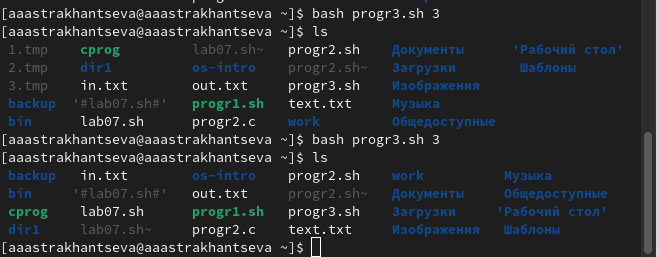 [aaastrakhantseva@aaastrakhantseva ~]$ bash progr3.sh 3
[aaastrakhantseva@aaastrakhantseva ~]$ ls
1.tmp cprog lab07.sh~ progr2.sh Документы 'Рабочий стол'
2.tmp dir1 os-intro progr2.sh~ Загрузки Шаблоны
3.tmp in.txt out.txt progr3.sh Изображения
backup '#lab07.sh#' progr1.sh text.txt Музыка
bin lab07.sh progr2.c work Общедоступные
[aaastrakhantseva@aaastrakhantseva ~]$ bash progr3.sh 3
[aaastrakhantseva@aaastrakhantseva ~]$ ls
backup in.txt os-intro progr2.sh work Музыка
bin '#lab07.sh#' out.txt progr2.sh~ Документы Общедоступные
cprog lab07.sh progr1.sh progr3.sh Загрузки 'Рабочий стол'
dir1 lab07.sh~ progr2.c text.txt Изображения Шаблоны
[aaastrakhantseva@aaastrakhantseva ~]$